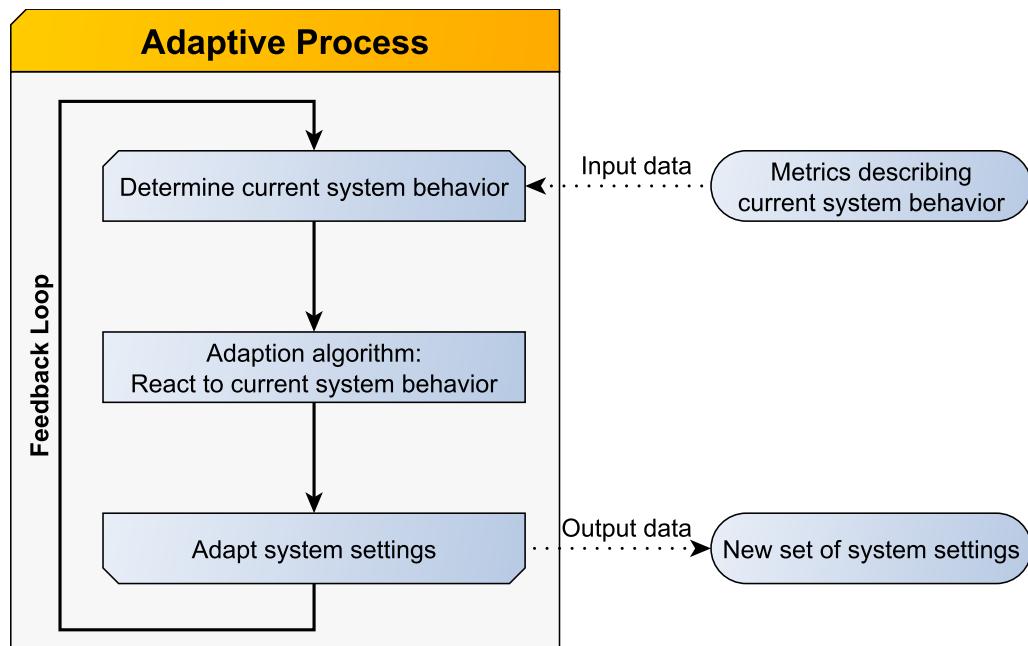 Adaptive Process
Input data
Determine current system behavior
Metrics describing
current system behavior
Feedback Loop
Adaption algorithm:
React to current system behavior
Output data
Adapt system settings
New set of system settings